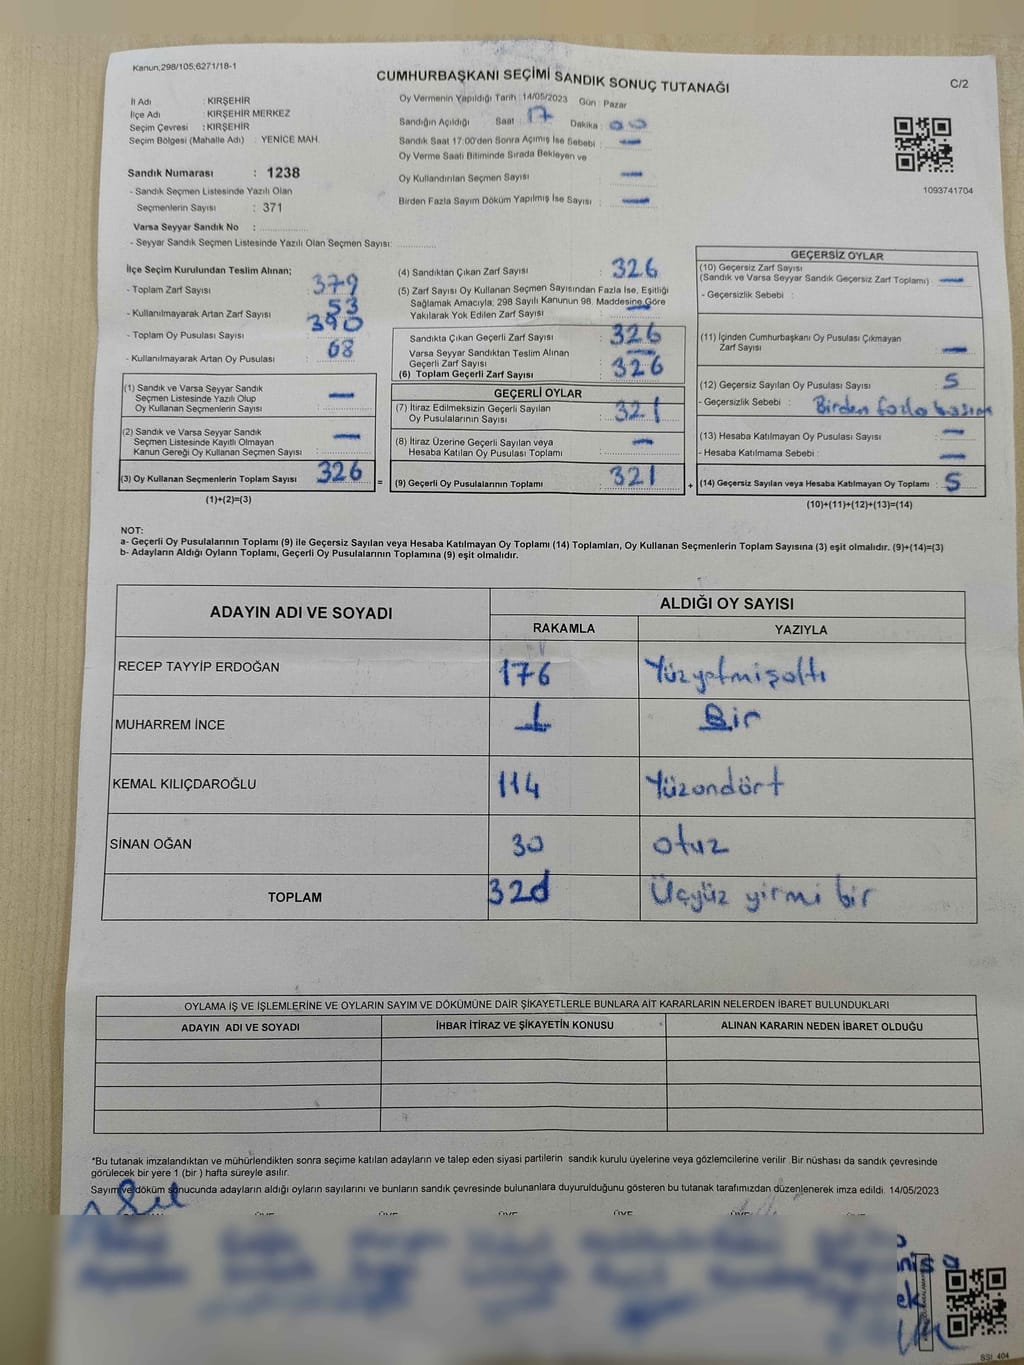 Kanun;298/105;6271/18-1
CUMHURBAŞKANI SEÇİMİ SANDIK SONUÇ TUTANAĞI
C/2
İl Adı : KIRŞEHİR
İlçe Adı : KIRŞEHİR MERKEZ
Seçim Çevresi : KIRŞEHİR
Seçim Bölgesi (Mahalle Adı) : YENİCE MAH.
Sandık Numarası : 1238
- Sandık Seçmen Listesinde Yazılı Olan
Seçmenlerin Sayısı : 371
Varsa Seyyar Sandık No :
- Seyyar Sandık Seçmen Listesinde Yazılı Olan Seçmen Sayısı:
Oy Vermenin Yapıldığı Tarih :14/05/2023 Gün : Pazar
Sandığın Açıldığı Saat : 17 Dakika : 00
Sandık Saat 17:00'den Sonra Açımış İse Sebebi : —
Oy Verme Saati Bitiminde Sırada Bekleyen ve
Oy Kullandırılan Seçmen Sayısı : —
Birden Fazla Sayım Döküm Yapılmış İse Sayısı : —
1093741704
İlçe Seçim Kurulundan Teslim Alınan;
- Toplam Zarf Sayısı : 379
- Kullanılmayarak Artan Zarf Sayısı : 53
- Toplam Oy Pusulası Sayısı : 390
- Kullanılmayarak Artan Oy Pusulası : 68
(1) Sandık ve Varsa Seyyar Sandık
Seçmen Listesinde Yazılı Olup
Oy Kullanan Seçmenlerin Sayısı : —
(2) Sandık ve Varsa Seyyar Sandık
Seçmen Listesinde Kayıtlı Olmayan
Kanun Gereği Oy Kullanan Seçmen Sayısı : —
(3) Oy Kullanan Seçmenlerin Toplam Sayısı : 326 =
(1)+(2)=(3)
(4) Sandıktan Çıkan Zarf Sayısı : 326
(5) Zarf Sayısı Oy Kullanan Seçmen Sayısından Fazla İse, Eşitliği
Sağlamak Amacıyla; 298 Sayılı Kanunun 98. Maddesine Göre
Yakılarak Yok Edilen Zarf Sayısı : —
Sandıkta Çıkan Geçerli Zarf Sayısı : 326
Varsa Seyyar Sandıktan Teslim Alınan
Geçerli Zarf Sayısı : —
(6) Toplam Geçerli Zarf Sayısı : 326
GEÇERLİ OYLAR
(7) İtiraz Edilmeksizin Geçerli Sayılan
Oy Pusulasının Sayısı : 321
(8) İtiraz Üzerine Geçerli Sayılan veya
Hesaba Katılan Oy Pusulası Toplamı : —
(9) Geçerli Oy Pusulalarının Toplamı : 321 +
GEÇERSİZ OYLAR
(10) Geçersiz Zarf Sayısı
(Sandık ve Varsa Seyyar Sandık Geçersiz Zarf Toplamı) : —
- Geçersizlik Sebebi :
(11) İçinden Cumhurbaşkanı Oy Pusulası Çıkmayan
Zarf Sayısı : —
(12) Geçersiz Sayılan Oy Pusulası Sayısı : 5
- Geçersizlik Sebebi : Birden fazla basım
(13) Hesaba Katılmayan Oy Pusulası Sayısı : —
- Hesaba Katılmama Sebebi : —
(14) Geçersiz Sayılan veya Hesaba Katılmayan Oy Toplamı : 5
(10)+(11)+(12)+(13)=(14)
NOT:
a- Geçerli Oy Pusulalarının Toplamı (9) ile Geçersiz Sayılan veya Hesaba Katılmayan Oy Toplamı (14) Toplamları, Oy Kullanan Seçmenlerin Toplam Sayısına (3) eşit olmalıdır. (9)+(14)=(3)
b- Adayların Aldığı Oyların Toplamı, Geçerli Oy Pusulalarının Toplamına (9) eşit olmalıdır.
ADAYIN ADI VE SOYADI
ALDIĞI OY SAYISI
RAKAMLA YAZIYLA
RECEP TAYYİP ERDOĞAN 176 Yüzyetmişaltı
MUHARREM İNCE 1 Bir
KEMAL KILIÇDAROĞLU 114 Yüzondört
SİNAN OĞAN 30 otuz
TOPLAM 321 Üçyüz yirmi bir
OYLAMA İŞ VE İŞLEMLERİNE VE OYLARIN SAYIM VE DÖKÜMÜNE DAİR ŞİKAYETLERLE BUNLARA AİT KARARLARIN NELERDEN İBARET BULUNDUKLARI
ADAYIN ADI VE SOYADI İHBAR İTİRAZ VE ŞİKAYETİN KONUSU ALINAN KARARIN NEDEN İBARET OLDUĞU
*Bu tutanak imzalandıktan ve mühürlendikten sonra seçime katılan adayların ve talep eden siyasi partilerin sandık kurulu üyelerine veya gözlemcilerine verilir .Bir nüshası da sandık çevresinde
görülecek bir yere 1 (bir ) hafta süreyle asılır.
Sayım ve döküm sonucunda adayların aldığı oyların sayılarını ve bunların sandık çevresinde bulunanlara duyurulduğunu gösteren bu tutanak tarafımızdan düzenlenerek imza edildi. 14/05/2023
ÜYE ÜYE ÜYE ÜYE ÜYE ÜYE